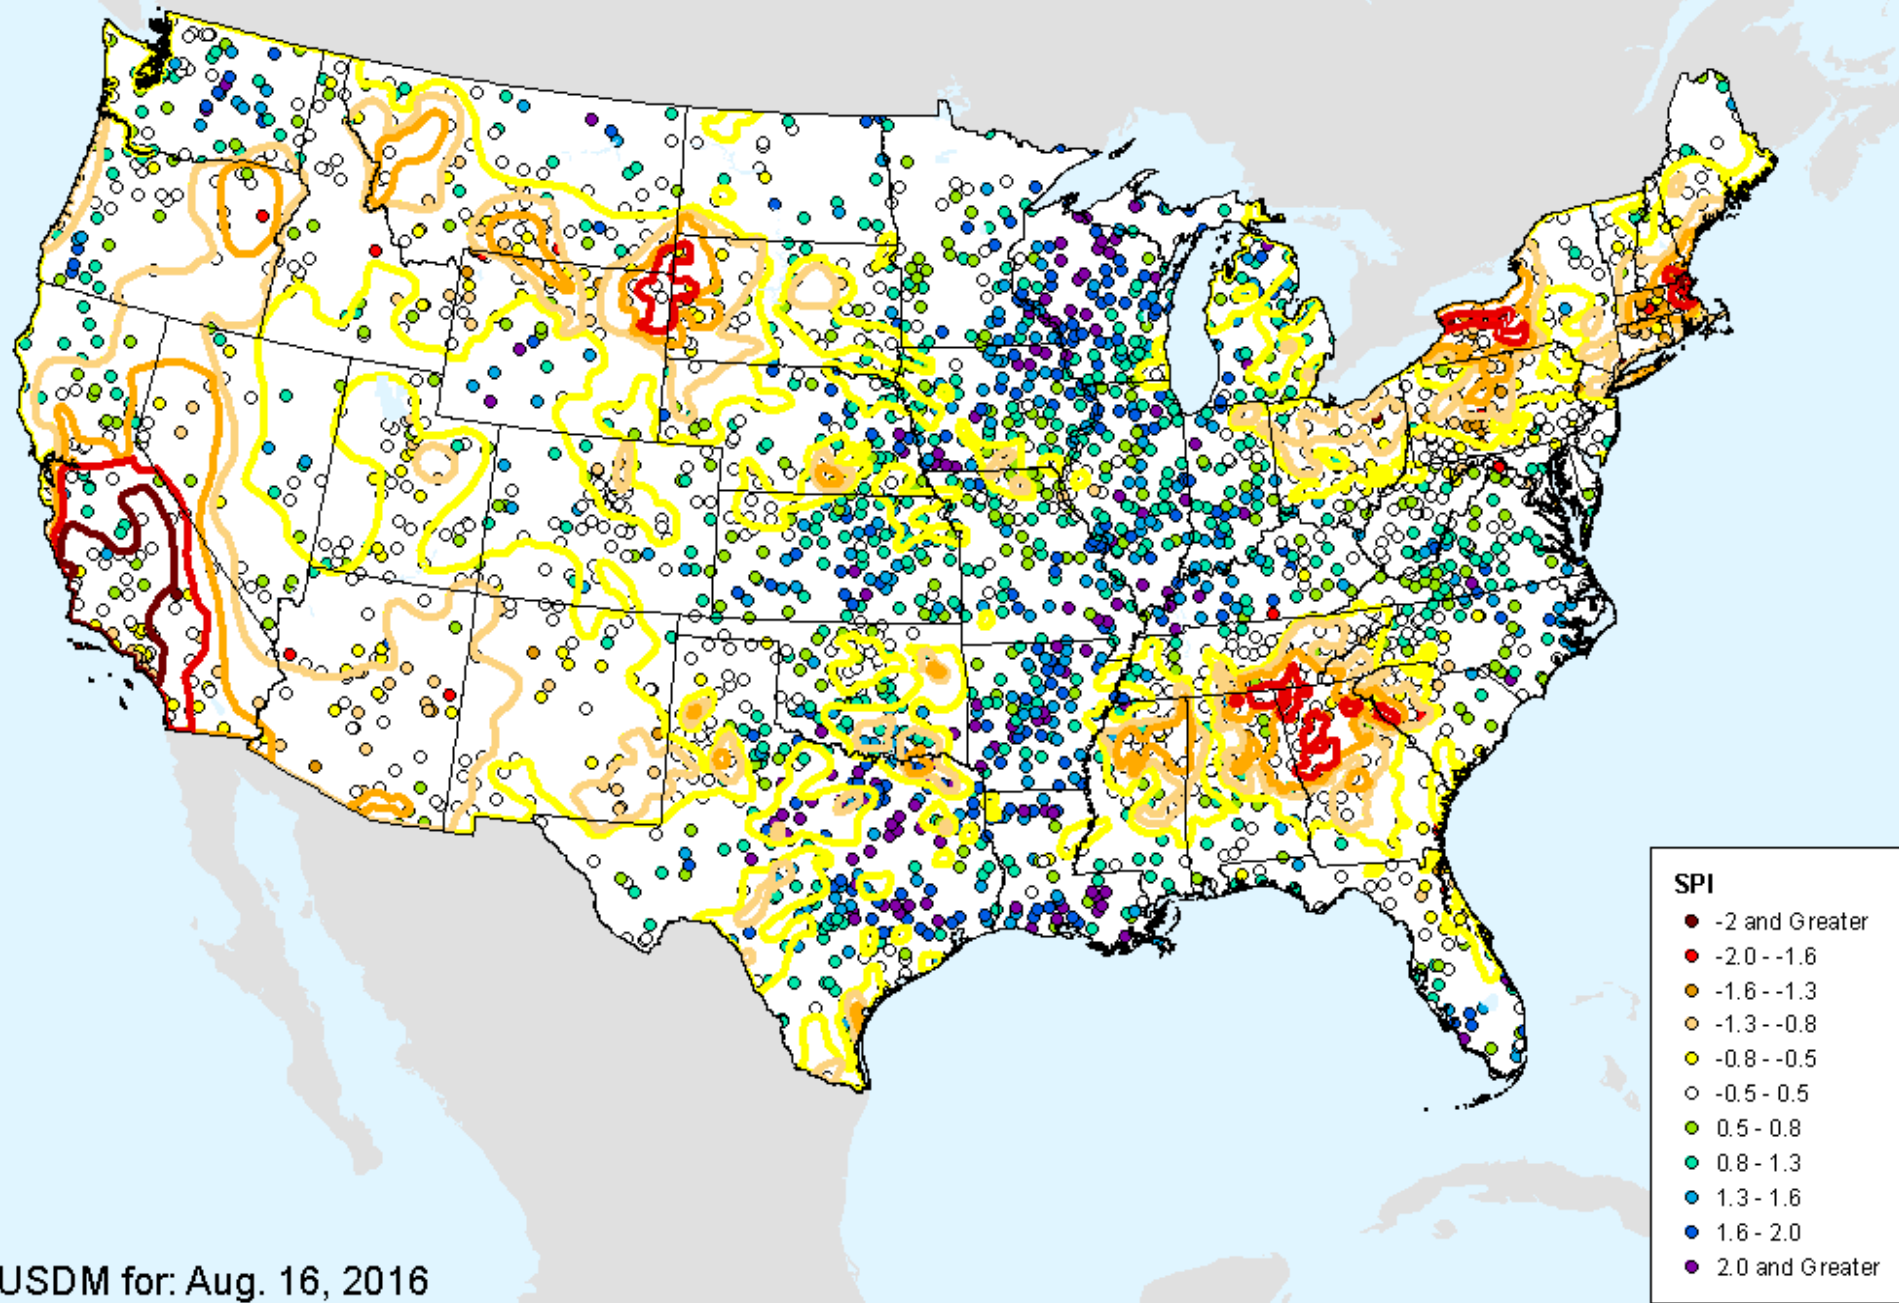 SPI
-2 and Greater
-2.0 - -1.6
-1.6 - -1.3
-1.3 - -0.8
-0.8 - -0.5
-0.5 - 0.5
0.5 - 0.8
0.8 - 1.3
1.3 - 1.6
1.6 - 2.0
2.0 and Greater
USDM for: Aug. 16, 2016